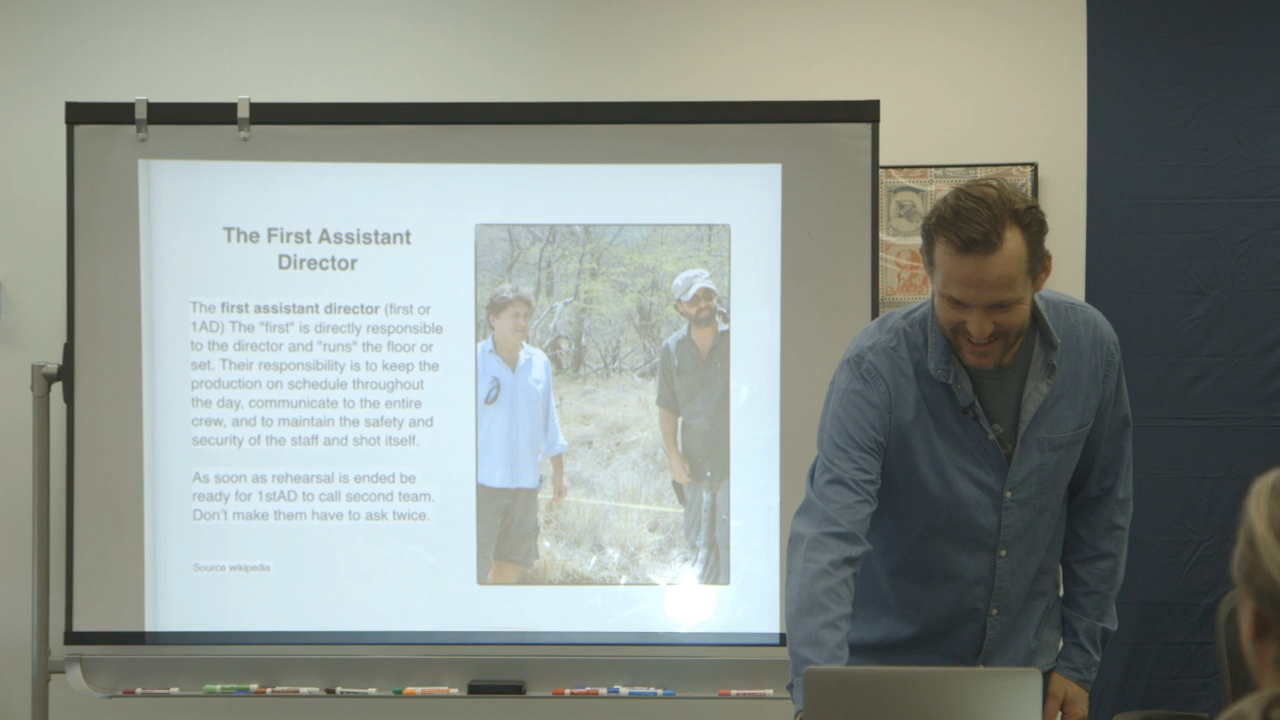 The First Assistant
Director
The first assistant director (first or
1AD) The "first" is directly responsible
to the director and "runs" the floor or
set. Their responsibility is to keep the
production on schedule throughout
the day, communicate to the entire
crew, and to maintain the safety and
security of the staff and shot itself.
As soon as rehearsal is ended be
ready for 1stAD to call second team.
Don't make them have to ask twice.
Source wikipedia